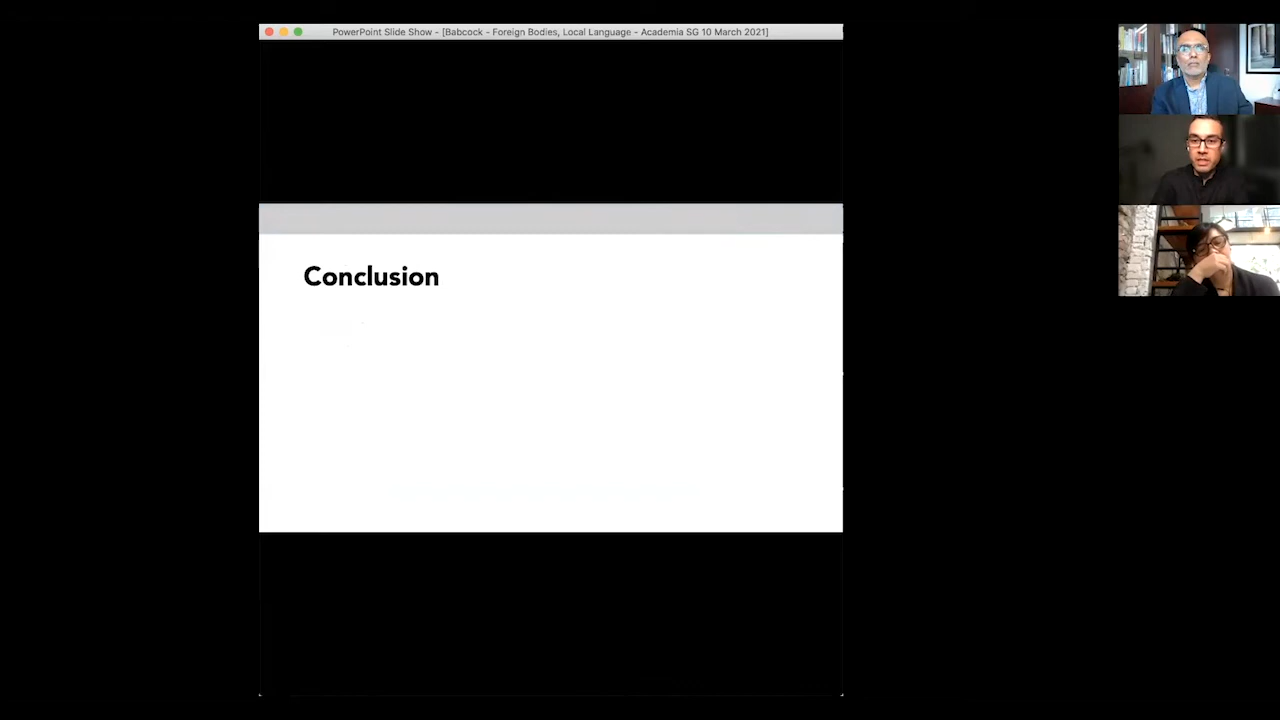 PowerPoint Slide Show - [Babcock - Foreign Bodies, Local Language - Academia SG 10 March 2021]
Conclusion